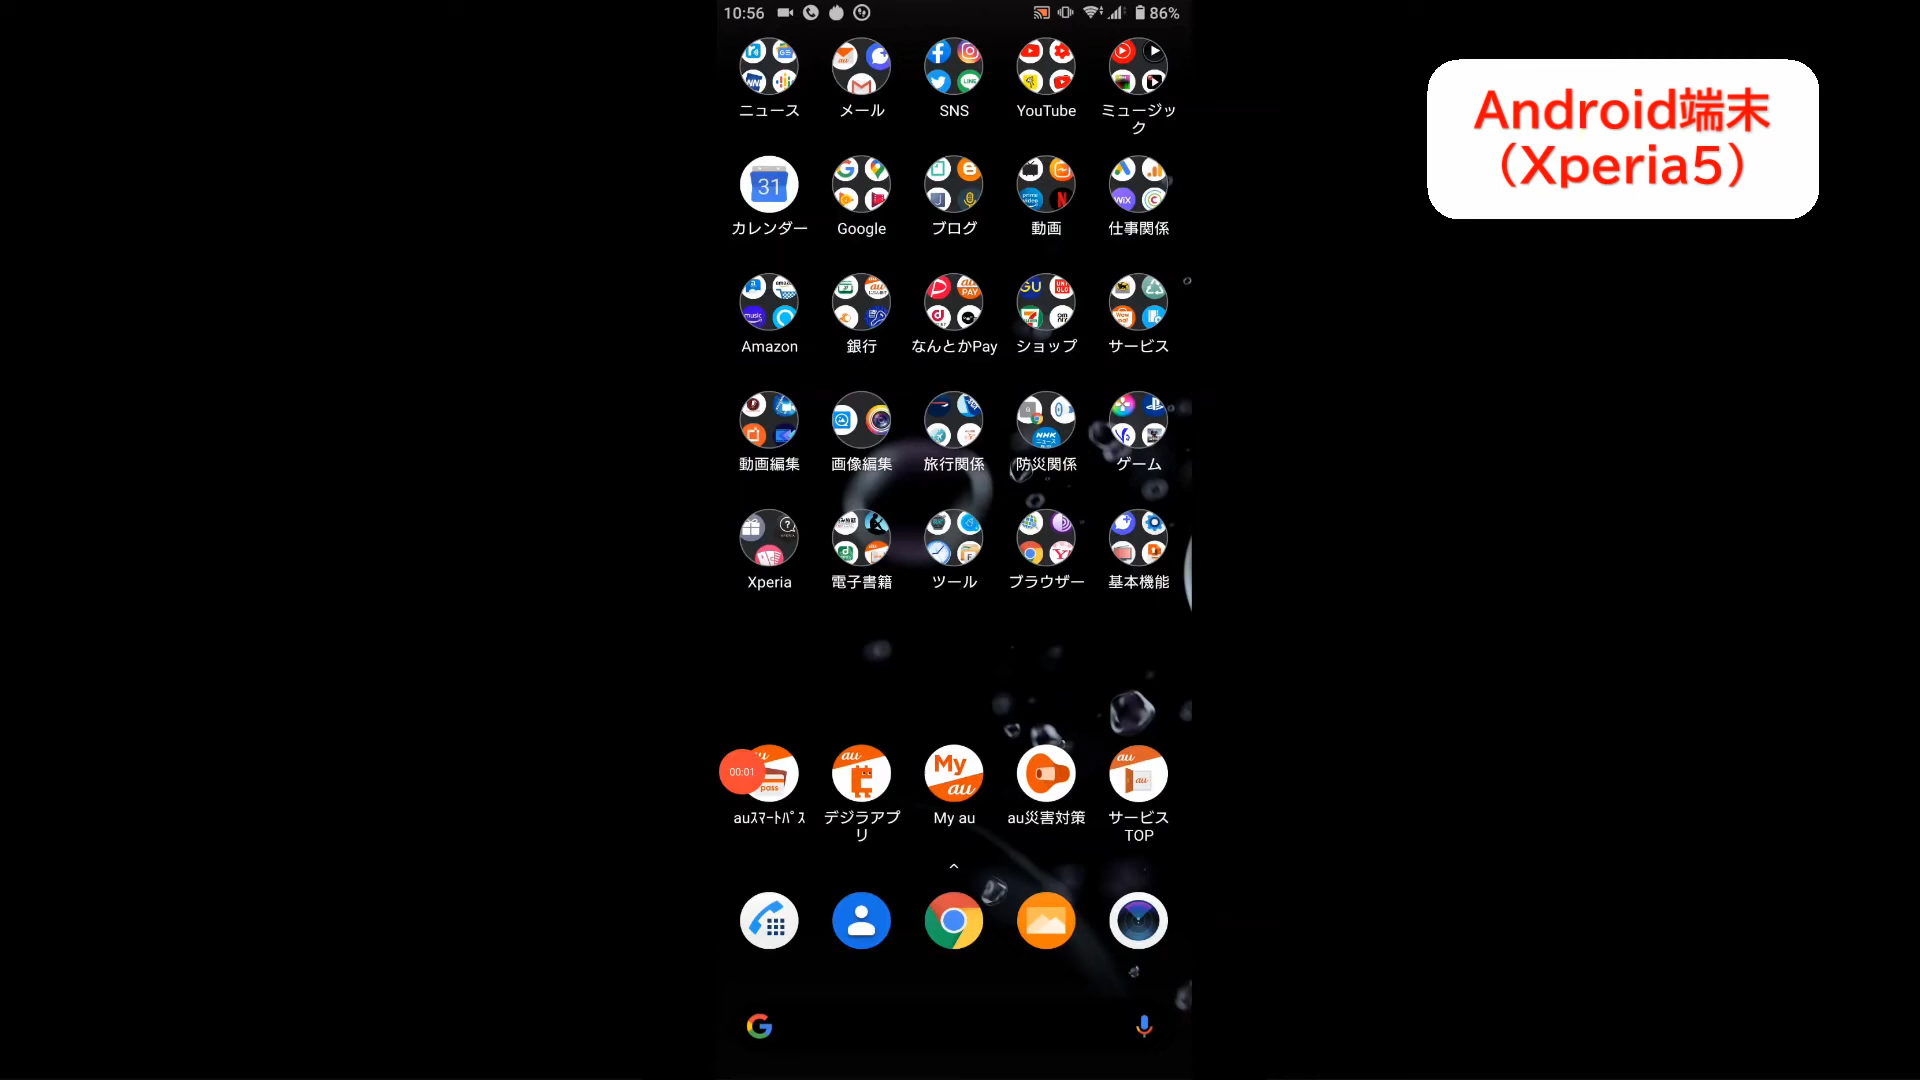 10:56
86%
Android端末
（Xperia5）
ニュース
メール
SNS
YouTube
ミュージッ
ク
31
カレンダー
Google
ブログ
動画
仕事関係
Amazon
銀行
なんとかPay
ショップ
サービス
動画編集
画像編集
旅行関係
防災関係
ゲーム
Xperia
電子書籍
ツール
ブラウザー
基本機能
00:01
auｽﾏｰﾄﾊﾟｽ
デジラアプ
リ
My au
au災害対策
サービス
TOP